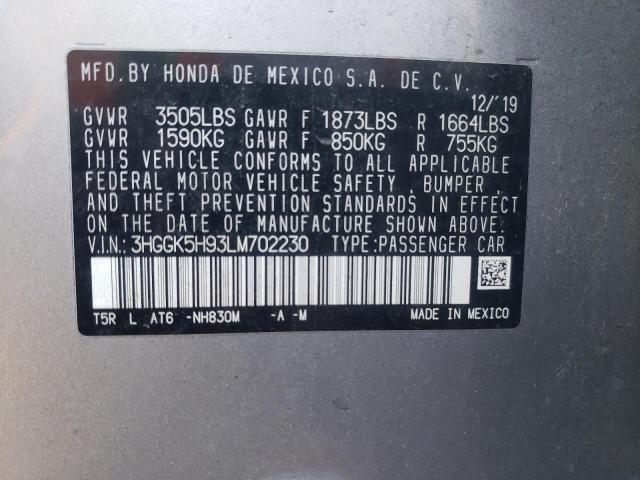 MFD. BY HONDA DE MEXICO S.A. DE C.V.
12/'19
GVWR 3505LBS GAWR F 1873LBS R 1664LBS
GVWR 1590KG GAWR F 850KG R 755KG
THIS VEHICLE CONFORMS TO ALL APPLICABLE
FEDERAL MOTOR VEHICLE SAFETY , BUMPER ,
AND THEFT PREVENTION STANDARDS IN EFFECT
ON THE DATE OF MANUFACTURE SHOWN ABOVE.
V.I.N.: 3HGGK5H93LM702230 TYPE:PASSENGER CAR
T5R L AT6 -NH830M -A -M MADE IN MEXICO